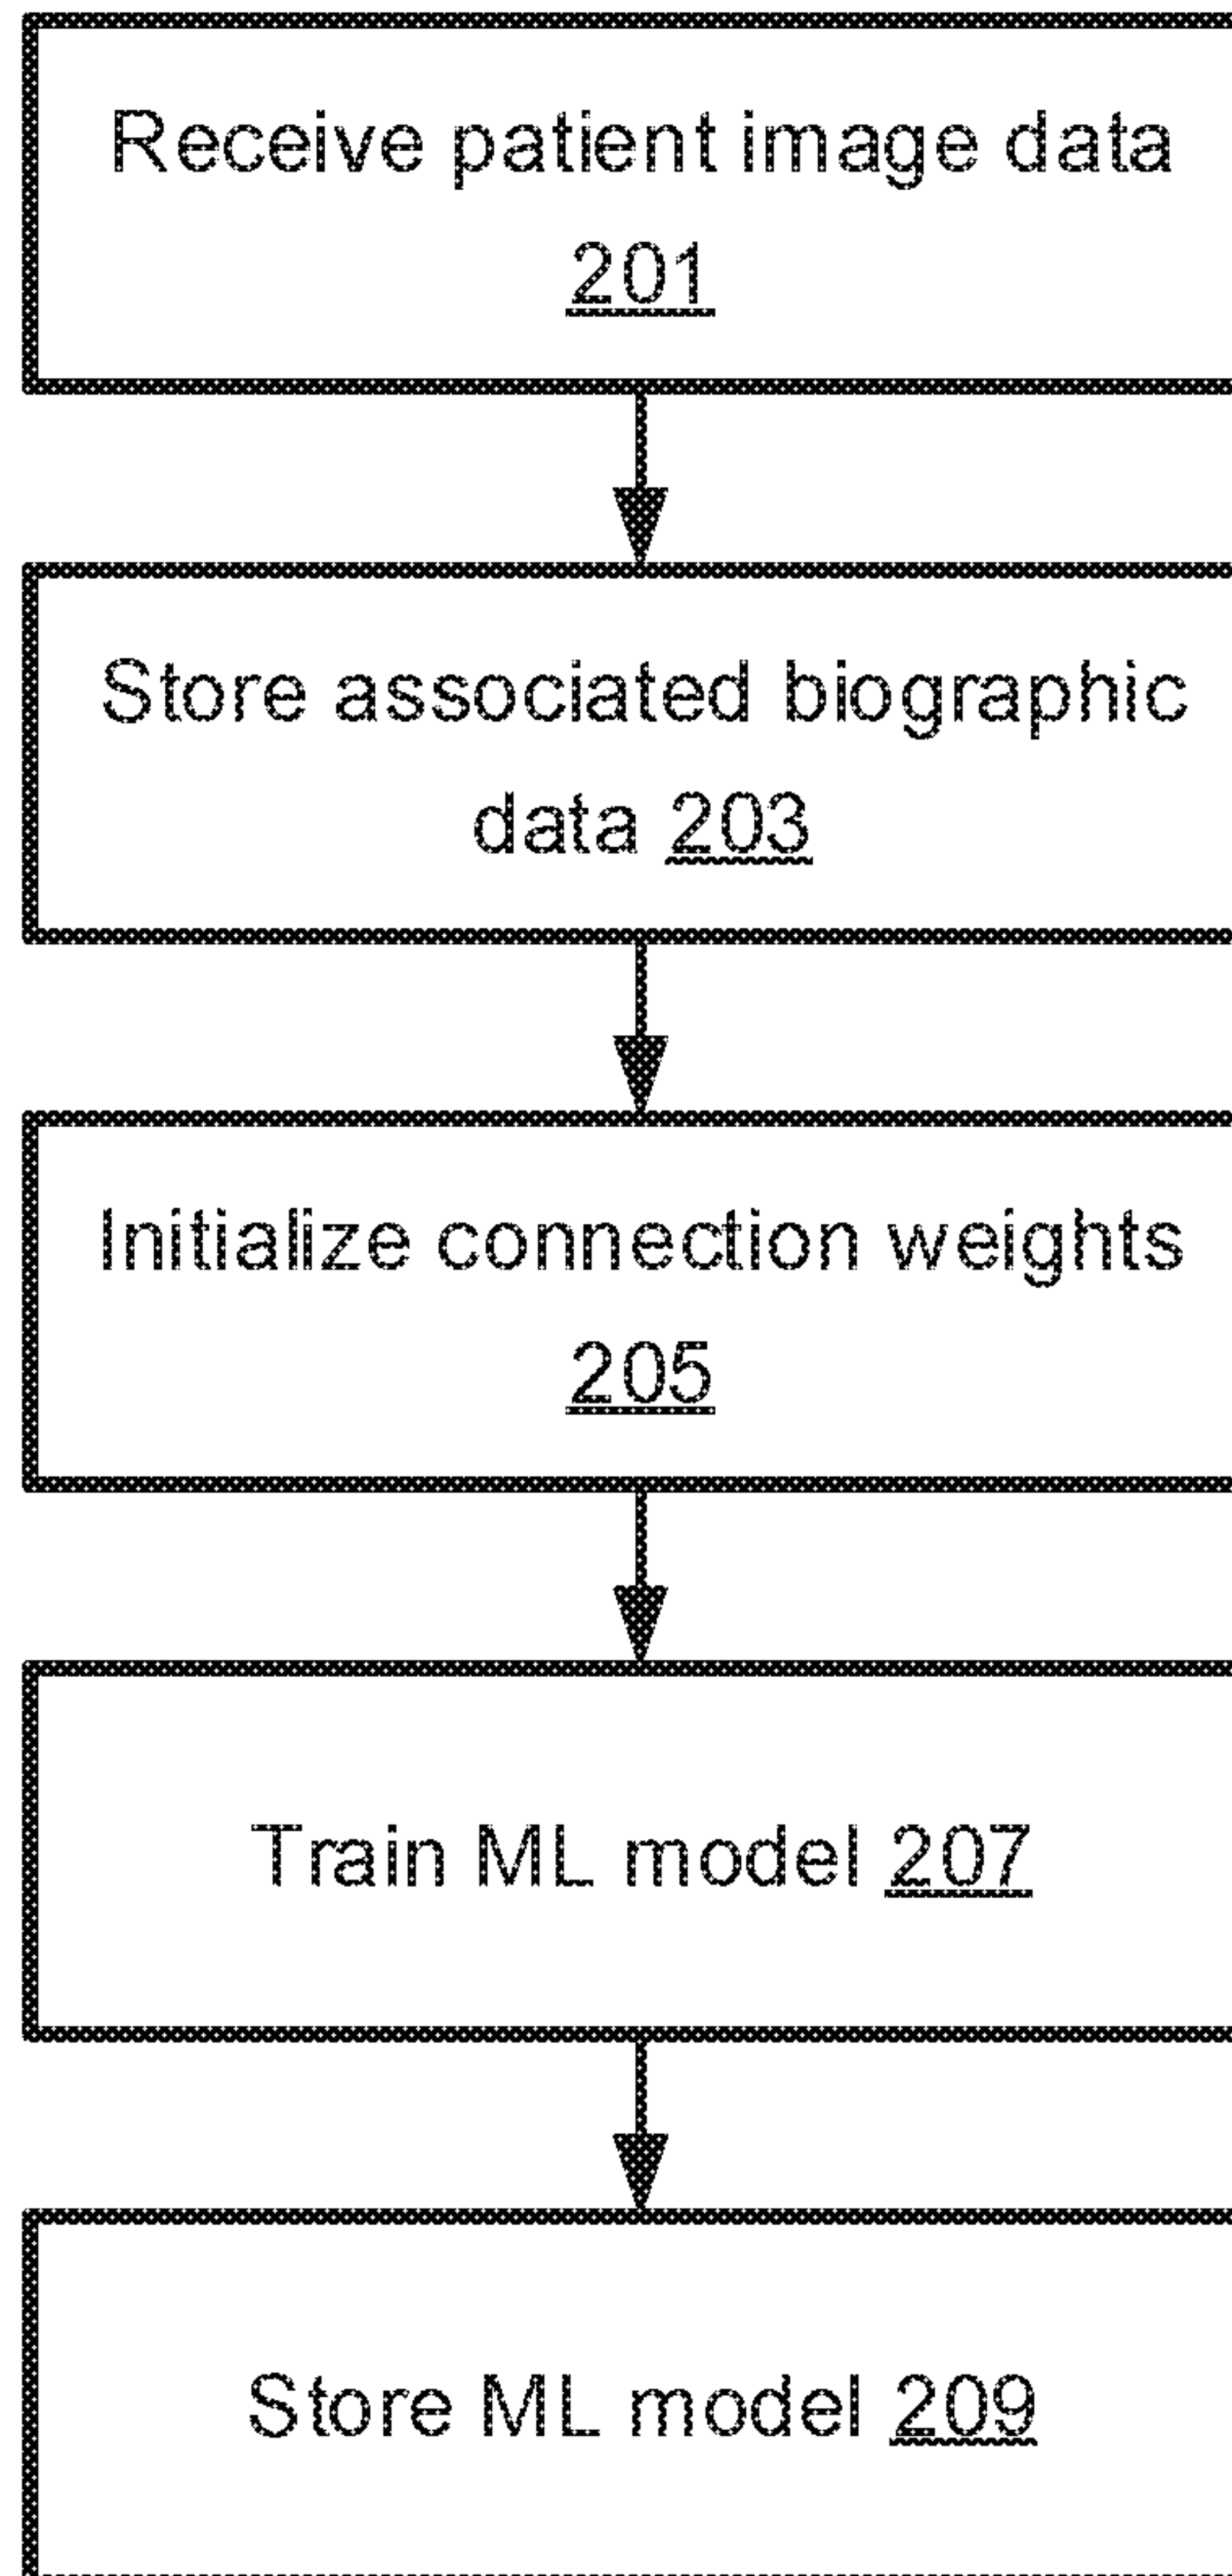 Receive patient image data
201
Store associated biographic
data 203
Initialize connection weights
205
Train ML model 207
Store ML model 209